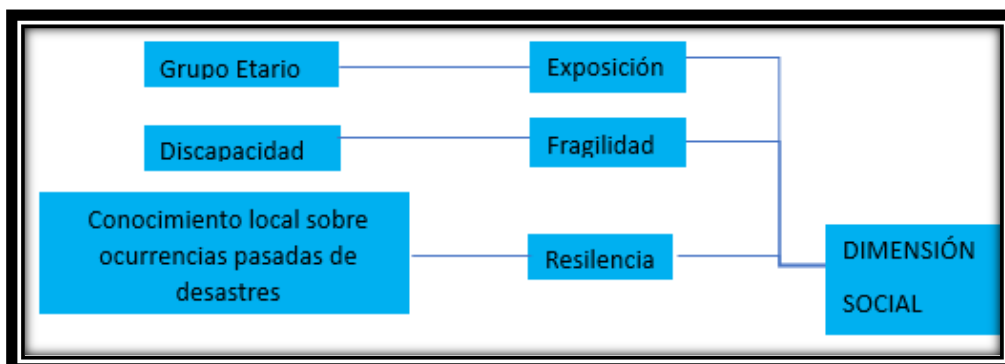 Grupo Etario
Exposición
Discapacidad
Fragilidad
Conocimiento local sobre
ocurrencias pasadas de
desastres
Resilencia
DIMENSIÓN
SOCIAL